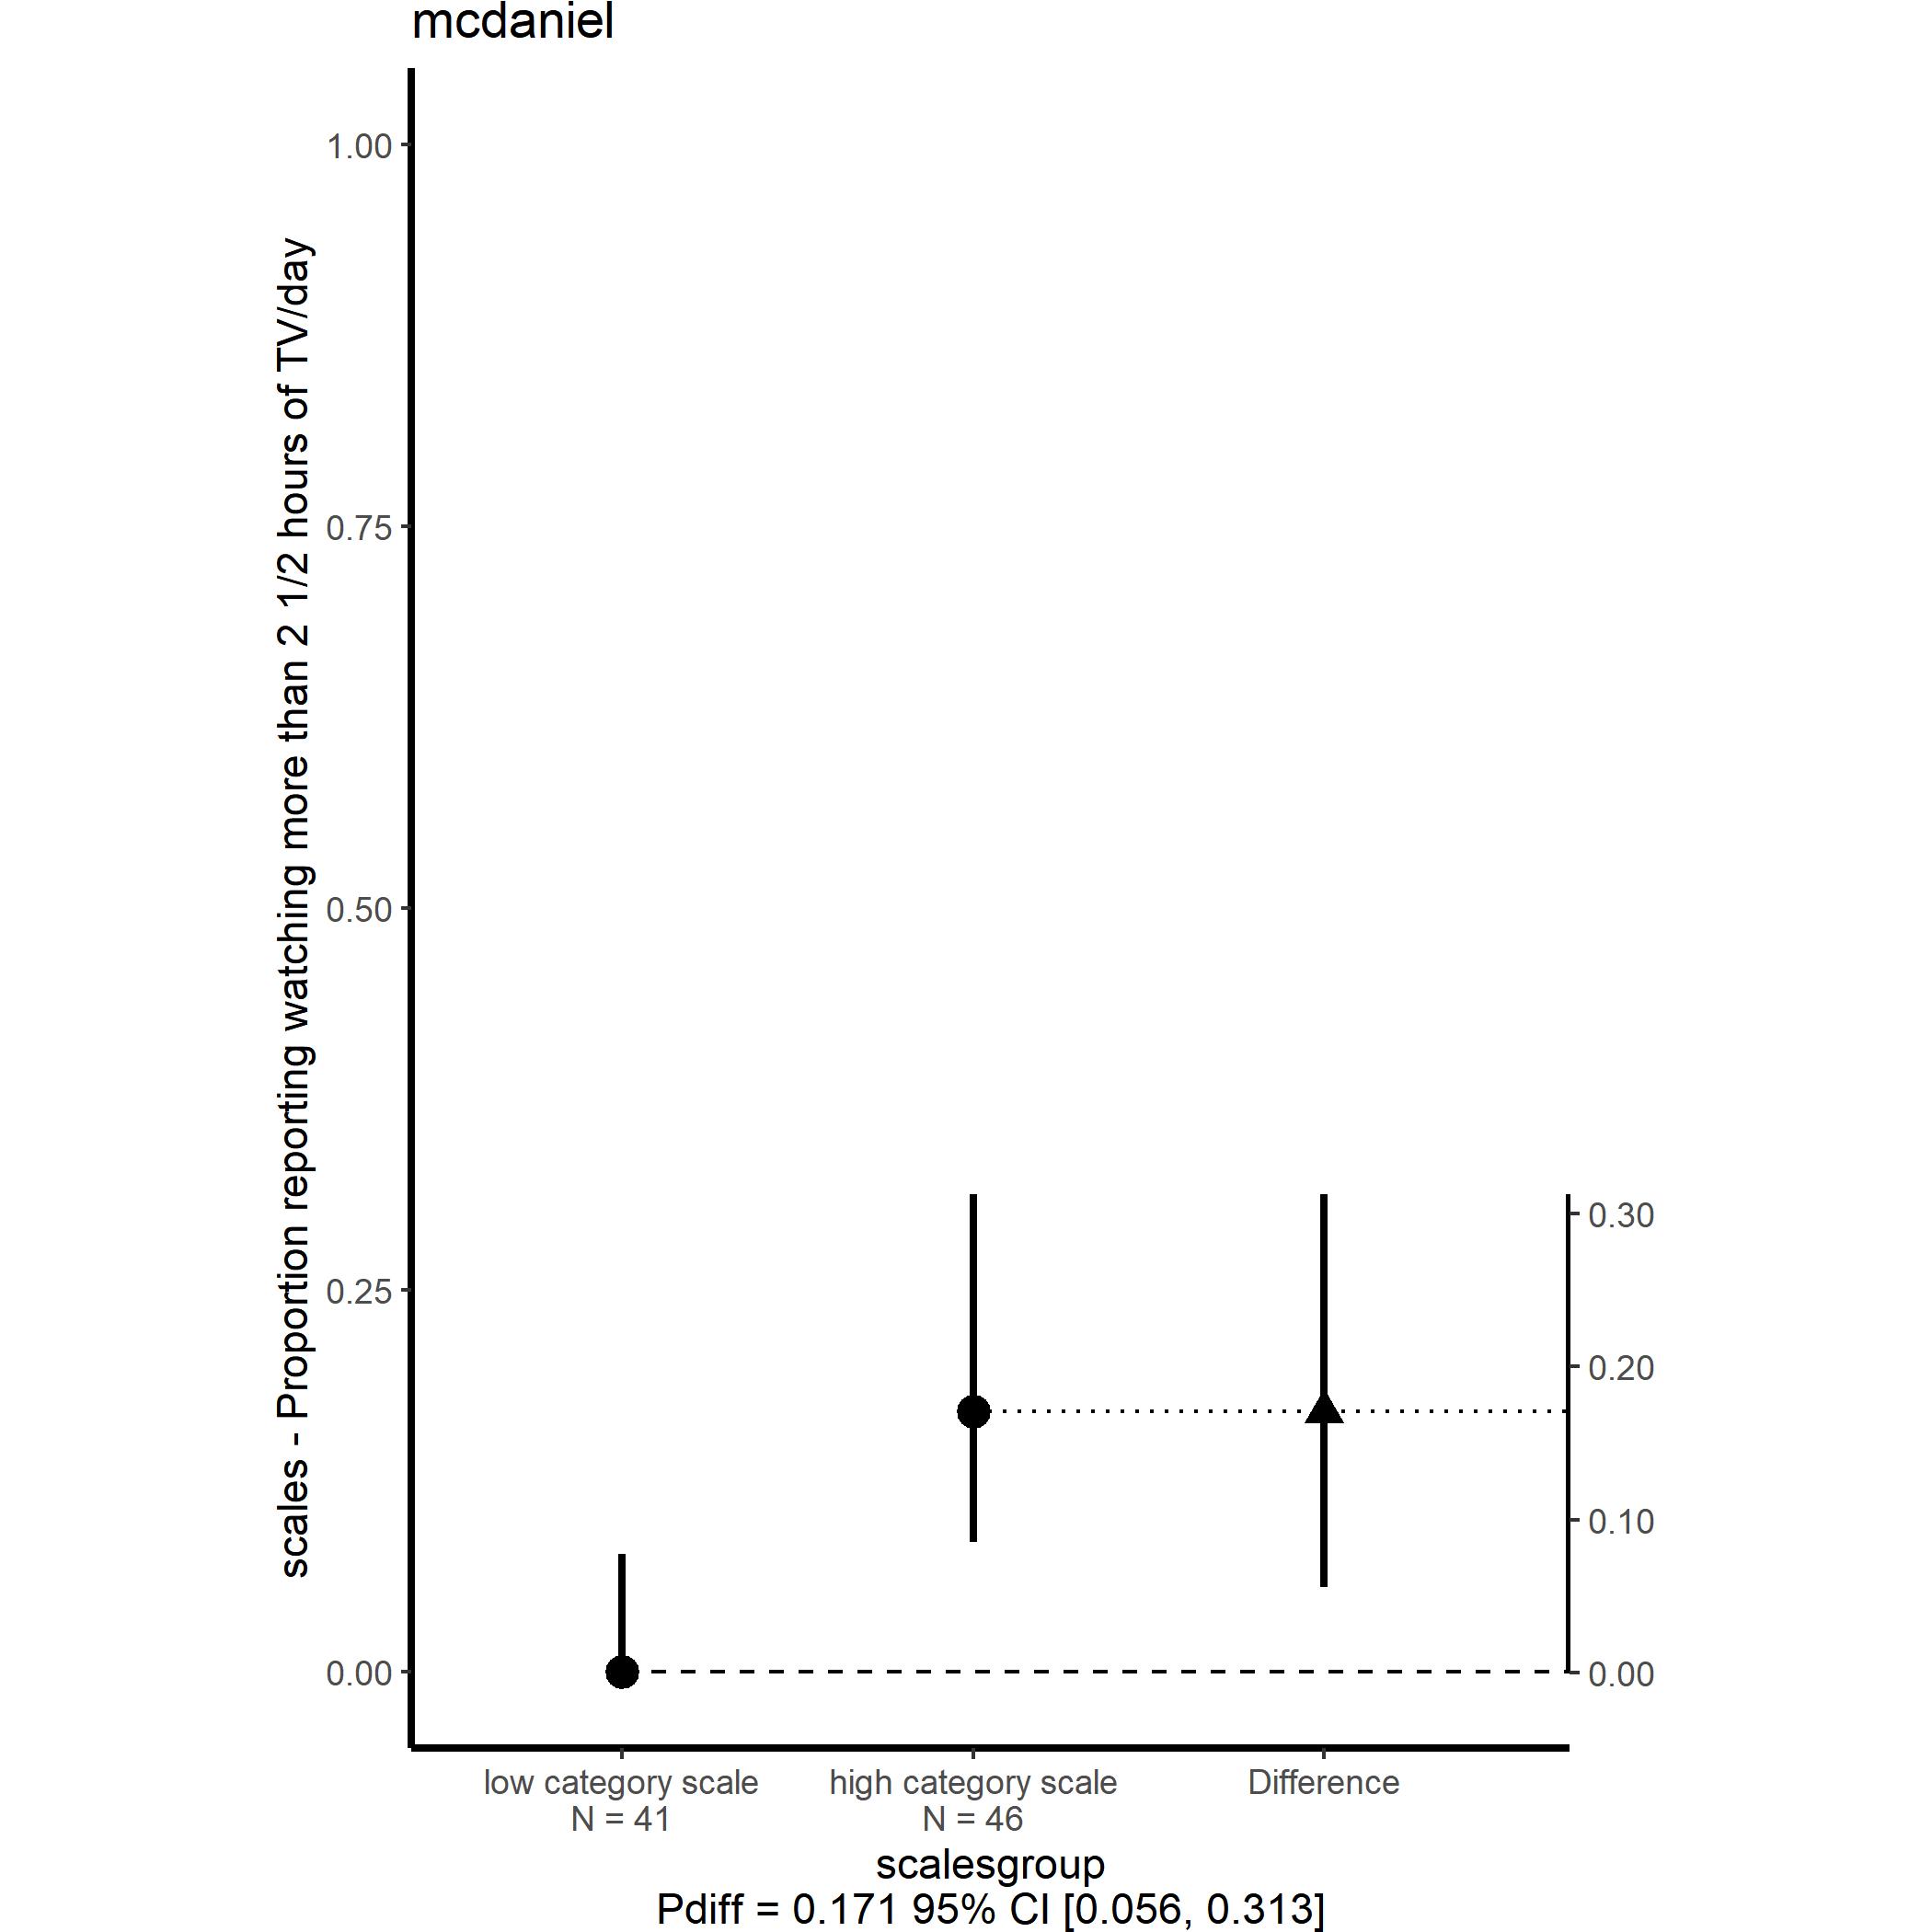 mcdaniel
scales - Proportion reporting watching more than 2 1/2 hours of TV/day
1.00
0.75
0.50
0.25
0.00
0.30
0.20
0.10
0.00
low category scale
N = 41
high category scale
N = 46
Difference
scalesgroup
Pdiff = 0.171 95% CI [0.056, 0.313]